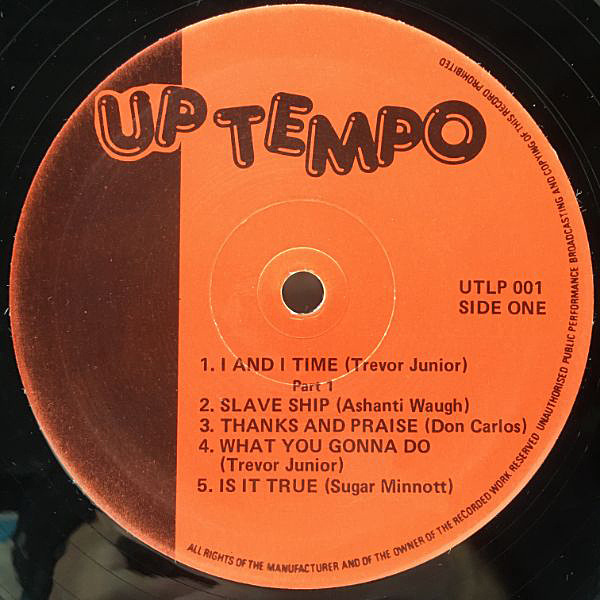 UP TEMPO
UTLP 001
SIDE ONE
1. I AND I TIME (Trevor Junior)
Part 1
2. SLAVE SHIP (Ashanti Waugh)
3. THANKS AND PRAISE (Don Carlos)
4. WHAT YOU GONNA DO
(Trevor Junior)
5. IS IT TRUE (Sugar Minnott)
ALL RIGHTS OF THE MANUFACTURER AND OF THE OWNER OF THE RECORDED WORK RESERVED UNAUTHORISED PUBLIC PERFORMANCE BROADCASTING AND COPYING OF THIS RECORD PROHIBITED